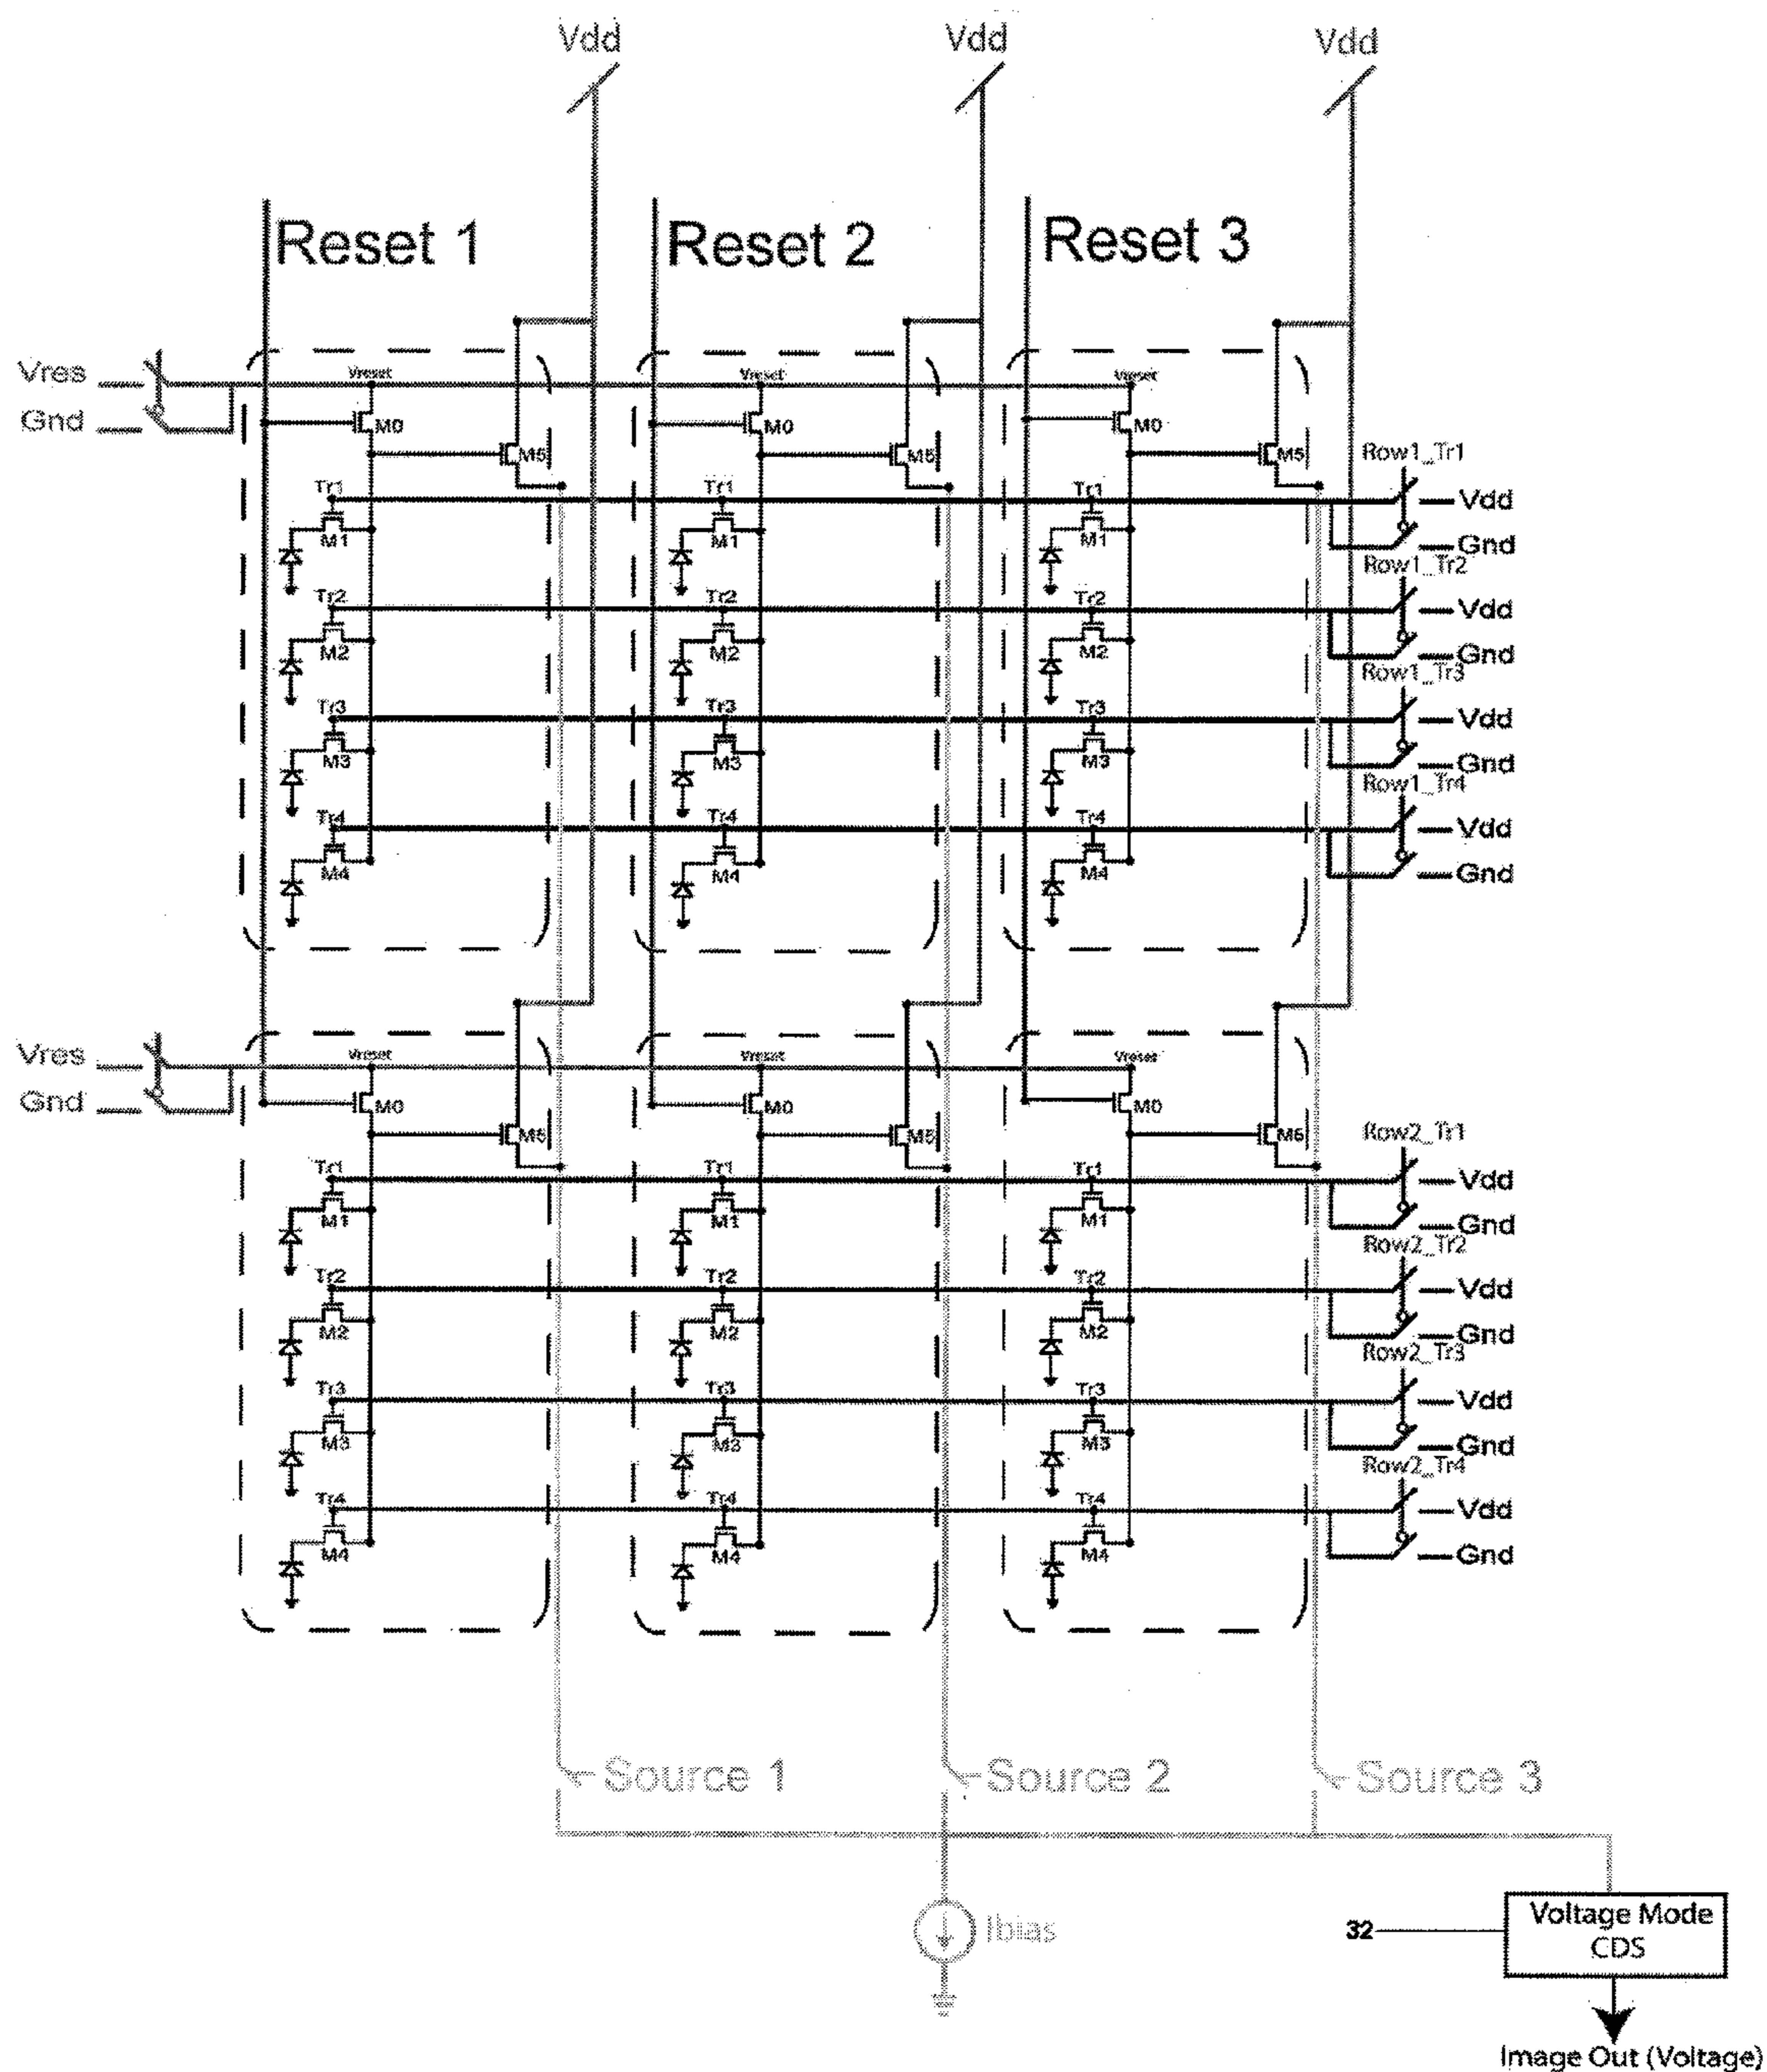 Vdd Vdd Vdd
Reset 1 Reset 2 Reset 3
Vres Vreset Vreset Vreset
Gnd M0 M0 M0
M5 M5 M5 Row1_Tr1
Tr1 Tr1 Tr1 Vdd
M1 M1 M1 Gnd
Row1_Tr2
Tr2 Tr2 Tr2 Vdd
M2 M2 M2 Gnd
Row1_Tr3
Tr3 Tr3 Tr3 Vdd
M3 M3 M3 Gnd
Row1_Tr4
Tr4 Tr4 Tr4 Vdd
M4 M4 M4 Gnd
Vres Vreset Vreset Vreset
Gnd M0 M0 M0
M5 M5 M5 Row2_Tr1
Tr1 Tr1 Tr1 Vdd
M1 M1 M1 Gnd
Row2_Tr2
Tr2 Tr2 Tr2 Vdd
M2 M2 M2 Gnd
Row2_Tr3
Tr3 Tr3 Tr3 Vdd
M3 M3 M3 Gnd
Row2_Tr4
Tr4 Tr4 Tr4 Vdd
M4 M4 M4 Gnd
Source 1 Source 2 Source 3
Ibias
32 Voltage Mode
CDS
Image Out (Voltage)